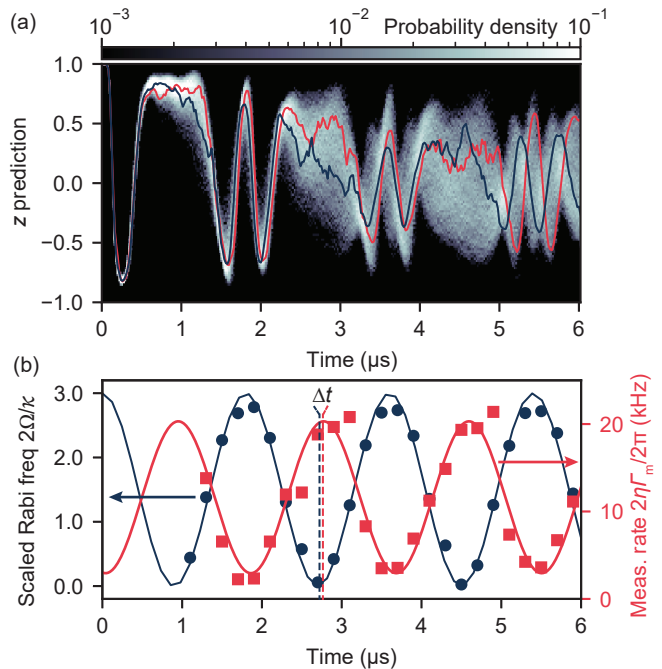 (a)
10⁻³ 10⁻² Probability density 10⁻¹
z prediction
1.0
0.5
0.0
−0.5
−1.0
0 1 2 3 4 5 6
Time (µs)
(b)
Δt
Scaled Rabi freq 2Ω/κ
3.0
2.0
1.0
0.0
20
10
0
Meas. rate 2ηΓₘ/2π (kHz)
0 1 2 3 4 5 6
Time (µs)